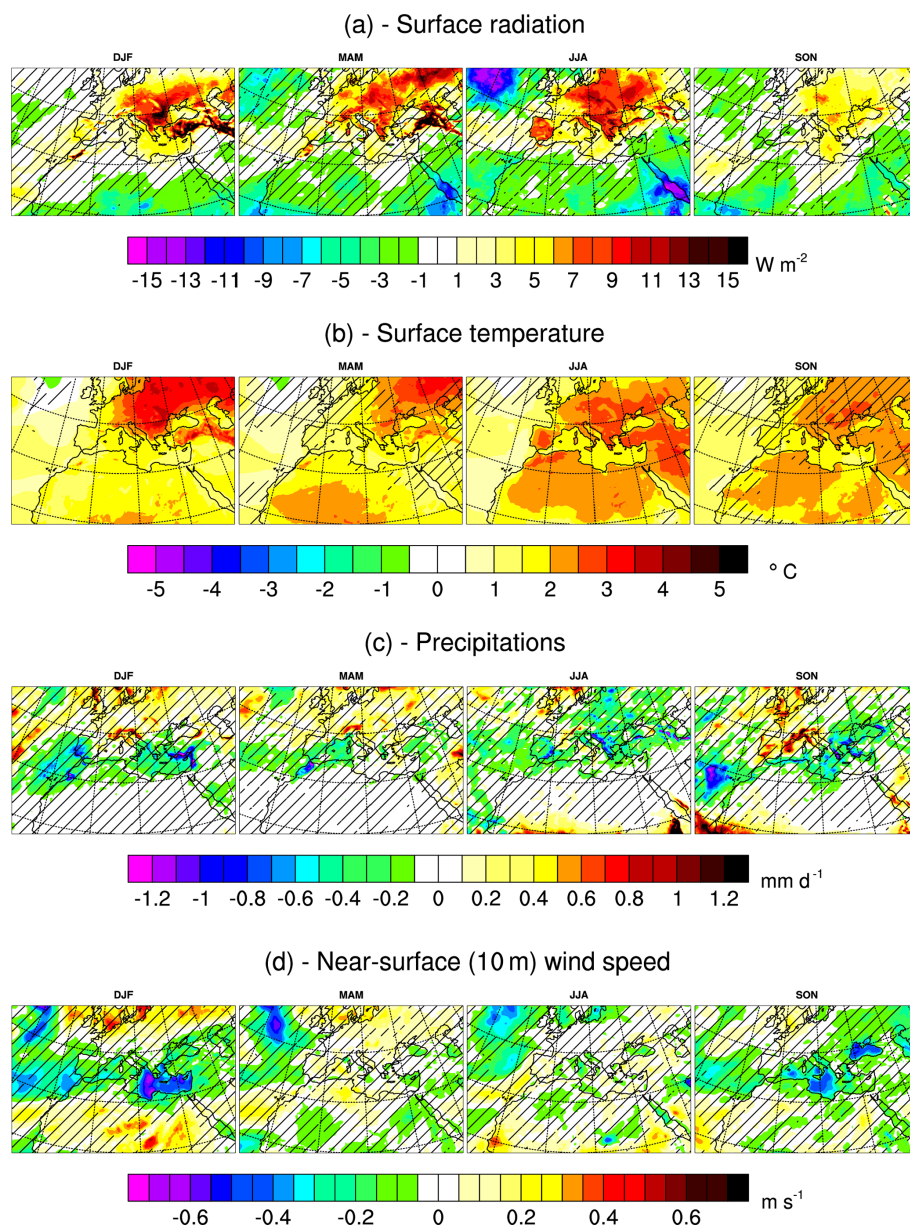 (a) - Surface radiation
DJF MAM JJA SON
-15 -13 -11 -9 -7 -5 -3 -1 1 3 5 7 9 11 13 15 W m-2
(b) - Surface temperature
DJF MAM JJA SON
-5 -4 -3 -2 -1 0 1 2 3 4 5 ° C
(c) - Precipitations
DJF MAM JJA SON
-1.2 -1 -0.8 -0.6 -0.4 -0.2 0 0.2 0.4 0.6 0.8 1 1.2 mm d-1
(d) - Near-surface (10 m) wind speed
DJF MAM JJA SON
-0.6 -0.4 -0.2 0 0.2 0.4 0.6 m s-1